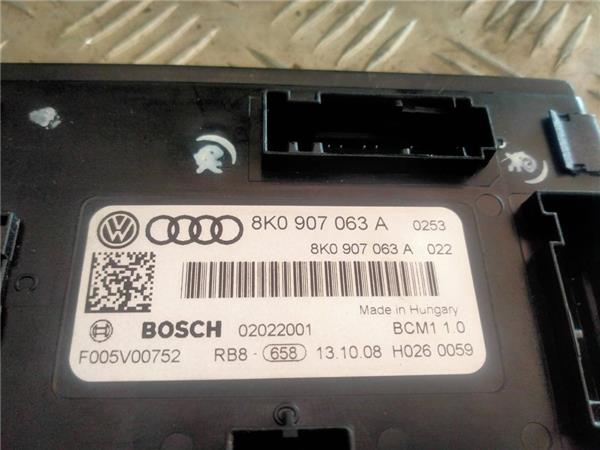 8K0 907 063 A 0253
8K0 907 063 A 022
Made in Hungary
BOSCH 02022001 BCM1 1.0
F005V00752 RB8 - 658 13.10.08 H026 0059